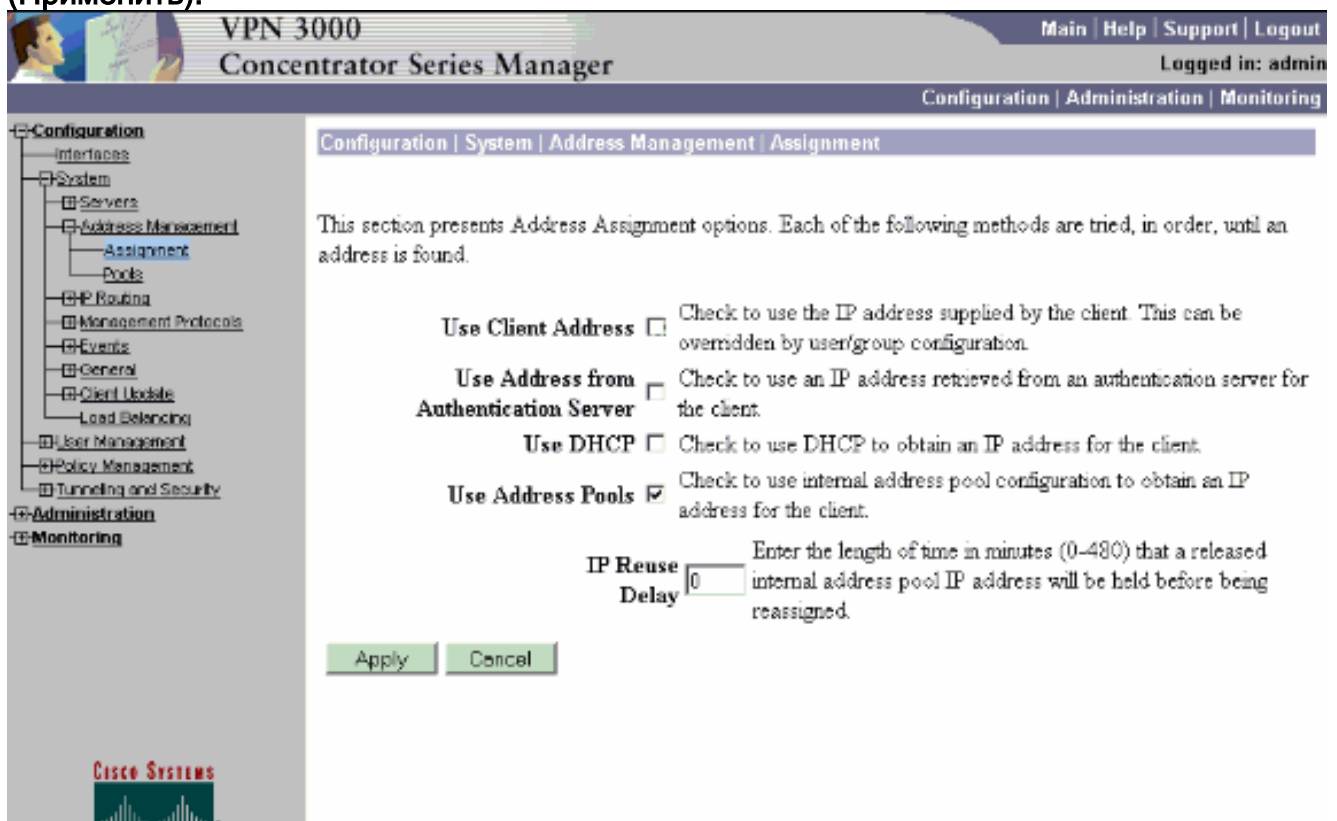 (Применить).
VPN 3000
Concentrator Series Manager
Main | Help | Support | Logout
Logged in: admin
Configuration | Administration | Monitoring
Configuration
Interfaces
System
Servers
Address Management
Assignment
Pools
IP Routing
Management Protocols
Events
General
Client Update
Load Balancing
User Management
Policy Management
Tunneling and Security
Administration
Monitoring
CISCO SYSTEMS
Configuration | System | Address Management | Assignment
This section presents Address Assignment options. Each of the following methods are tried, in order, until an
address is found.
Use Client Address
Check to use the IP address supplied by the client. This can be
overridden by user/group configuration.
Use Address from
Authentication Server
Check to use an IP address retrieved from an authentication server for
the client.
Use DHCP
Check to use DHCP to obtain an IP address for the client.
Use Address Pools
Check to use internal address pool configuration to obtain an IP
address for the client.
IP Reuse
Delay
0
Enter the length of time in minutes (0-480) that a released
internal address pool IP address will be held before being
reassigned.
Apply
Cancel